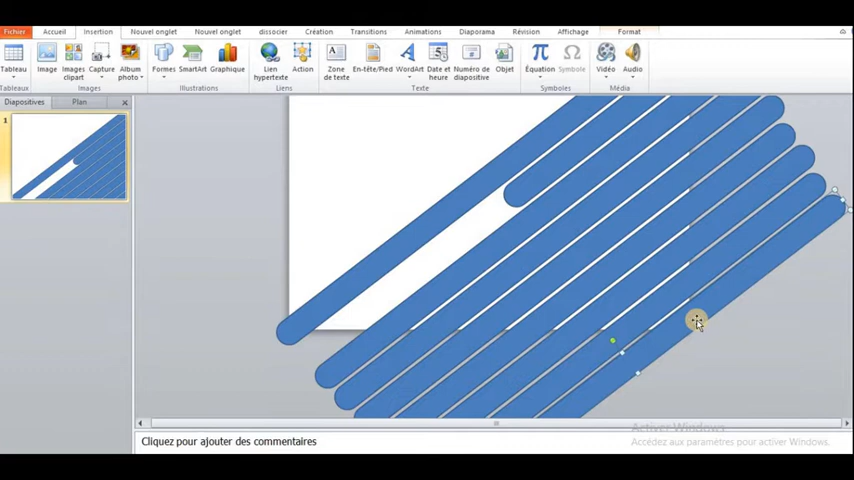 Fichier Accueil Insertion Nouvel onglet Nouvel onglet dissocier Création Transitions Animations Diaporama Révision Affichage Format
Tableau Image Images clipart Capture Album photo Formes SmartArt Graphique Lien hypertexte Action Zone de texte En-tête/Pied WordArt Date et heure Numéro de diapositive Objet Équation Symbole Vidéo Audio
Tableaux Images Illustrations Liens Texte Symboles Média
Diapositives Plan
1
Cliquez pour ajouter des commentaires
Activer Windows
Accédez aux paramètres pour activer Windows.